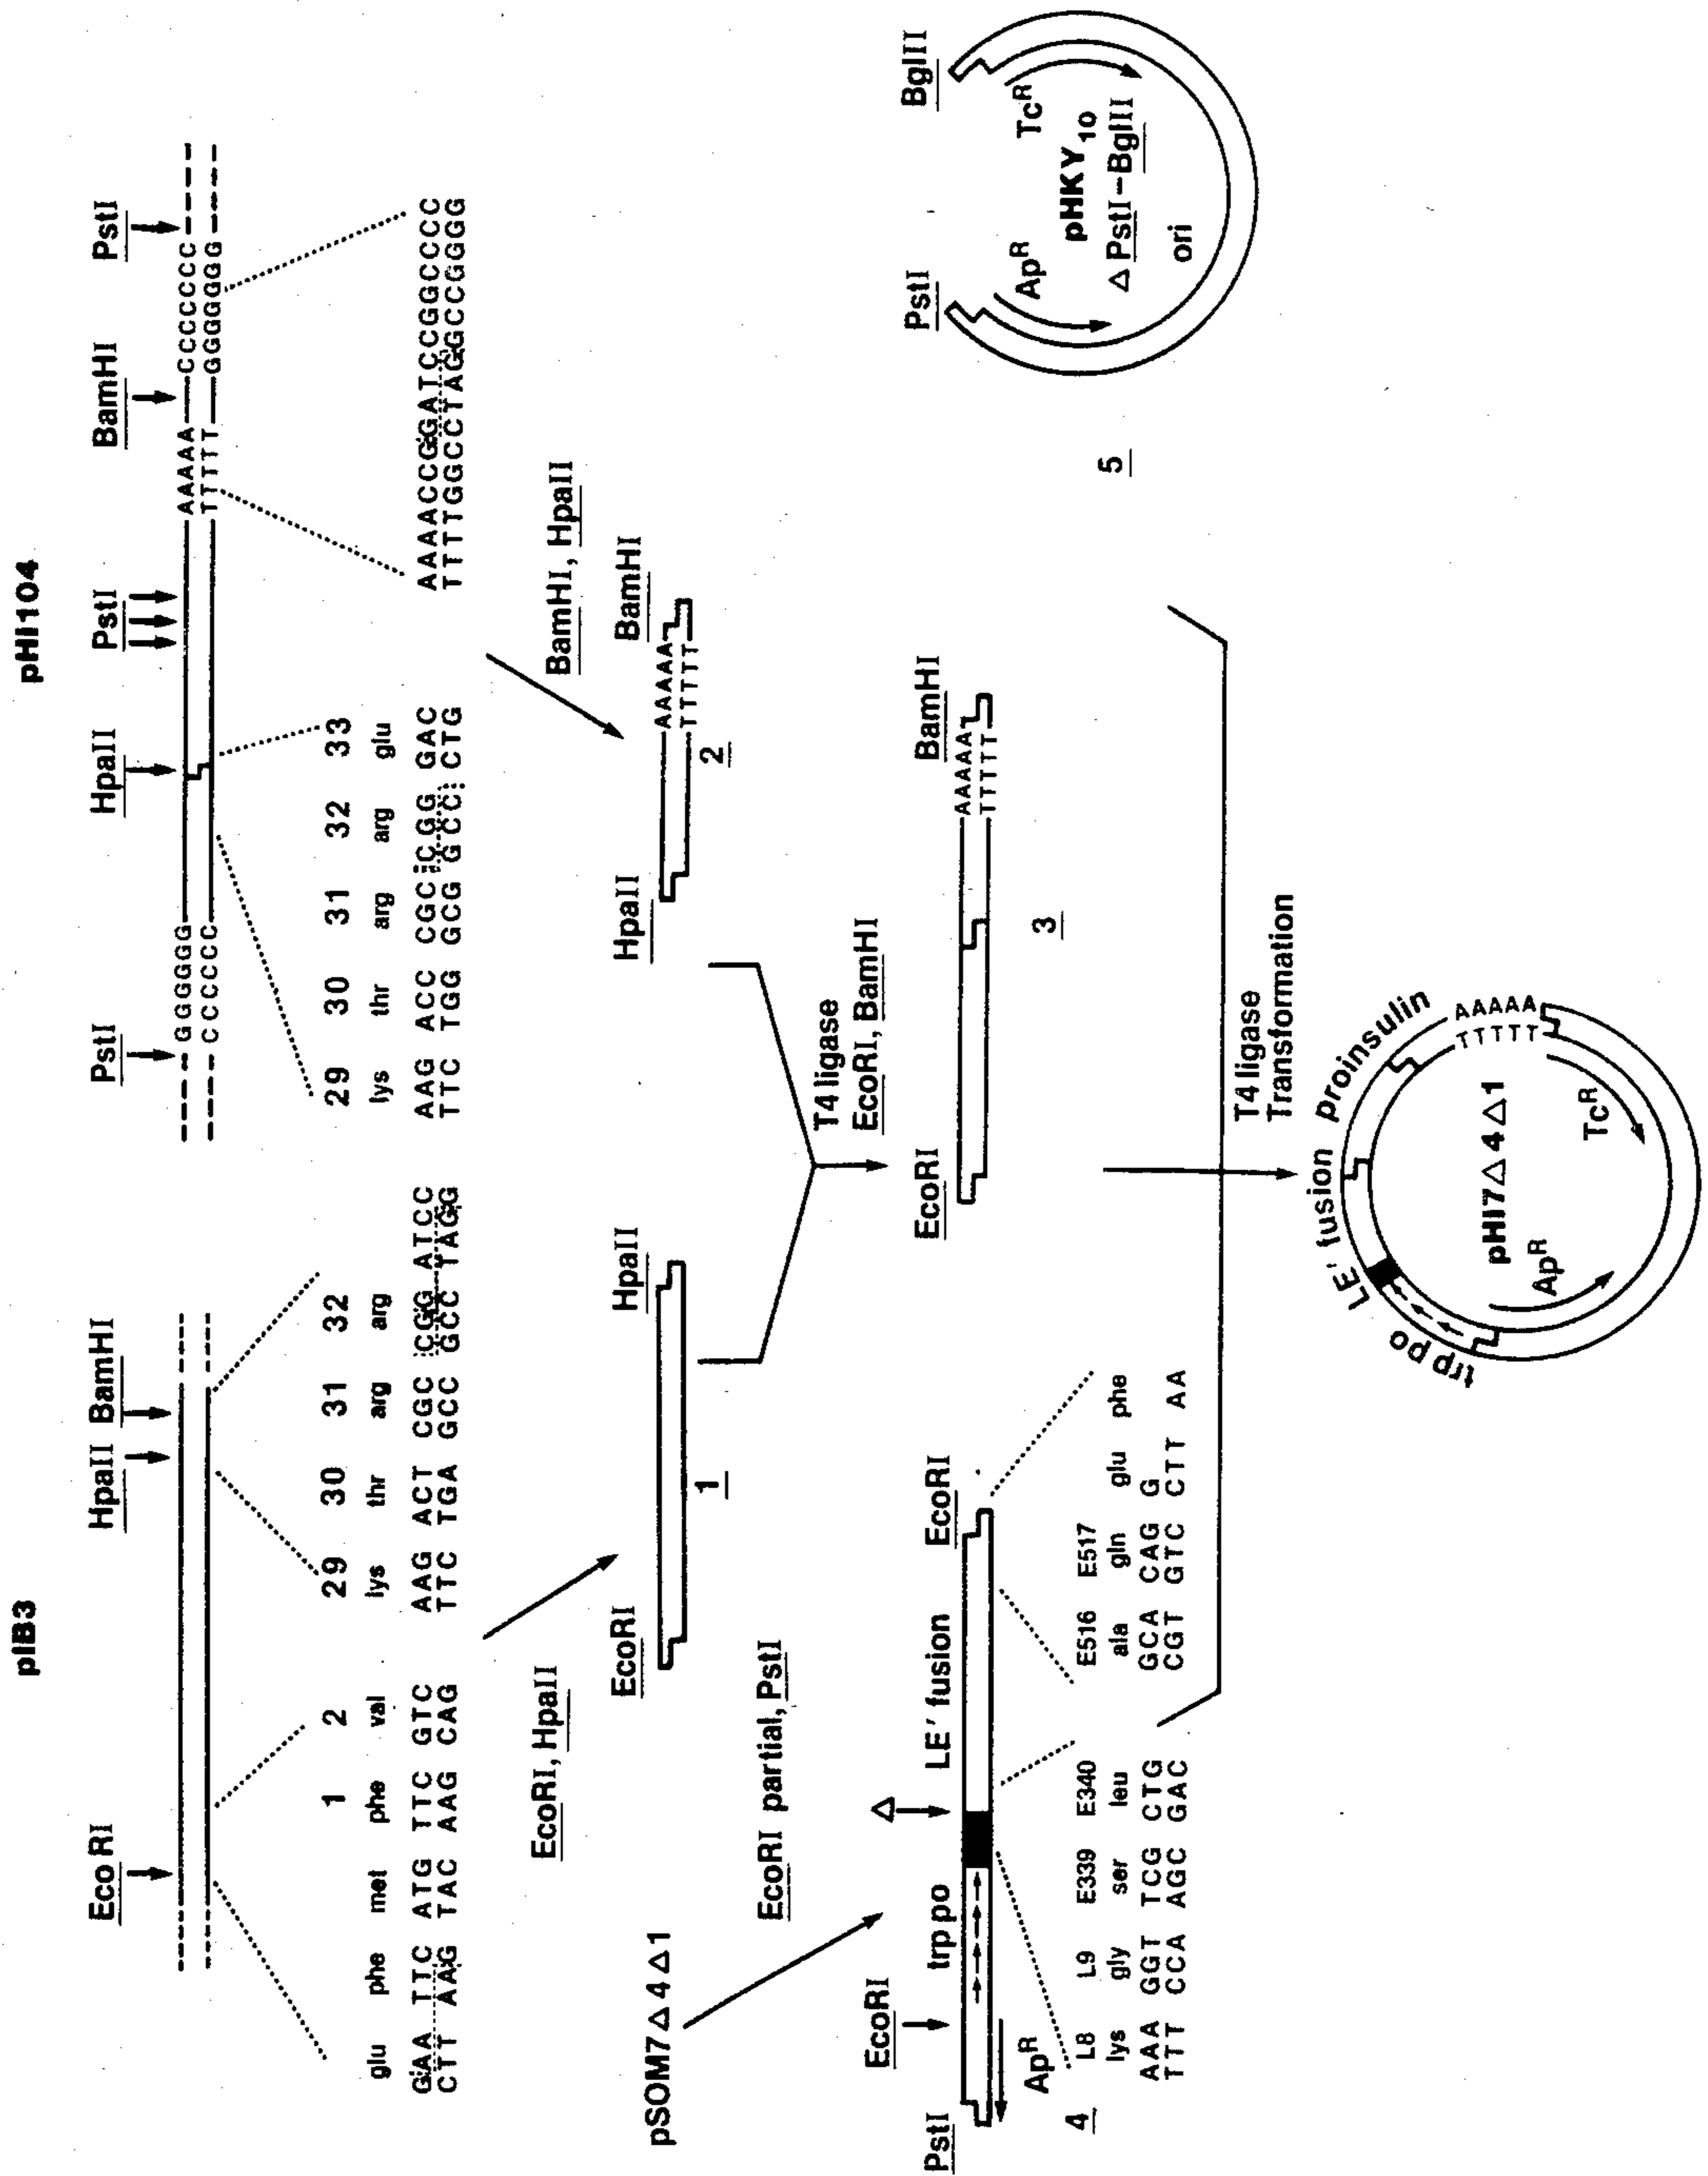 pIB3
EcoRI
HpaII BamHI
1 2
29 30 31 32
glu phe met phe val
lys thr arg arg
GAA TTC ATG TTC GTC
CTT AAG TAC AAG CAG
AAG ACT CGC CGG ATCC
TTC TGA GCC GCC TAGG
pHI104
PstI
HpaII
PstI
BamHI
PstI
GGGGGG
CCCCCC
AAAAA
TTTTT
CCCCCCC
GGGGGGG
29 30 31 32 33
lys thr arg arg glu
AAG ACC CGC CGG GAC
TTC TGG GCG GCC CTG
AAAACCGGATCCGGCCCC
TTTTGGCCTAGGCCGGGG
EcoRI, HpaII
BamHI, HpaII
EcoRI
HpaII
1
HpaII
BamHI
AAAAA
TTTTT
2
T4 ligase
EcoRI, BamHI
pSOM7Δ4Δ1
EcoRI partial, PstI
PstI
EcoRI
trp po
Δ
LE' fusion
EcoRI
ApR
4
L8 L9 E339 E340
lys gly ser leu
AAA GGT TCG CTG
TTT CCA AGC GAC
E516 E517
ala gln glu phe
GCA CAG G
CGT GTC CTT AA
EcoRI
BamHI
AAAAA
TTTTT
3
PstI
BglII
ApR
TcR
pHKY10
Δ PstI-BglII
ori
5
T4 ligase
Transformation
trp po
LE' fusion
proinsulin
AAAAA
TTTTT
pHI7Δ4Δ1
ApR
TcR